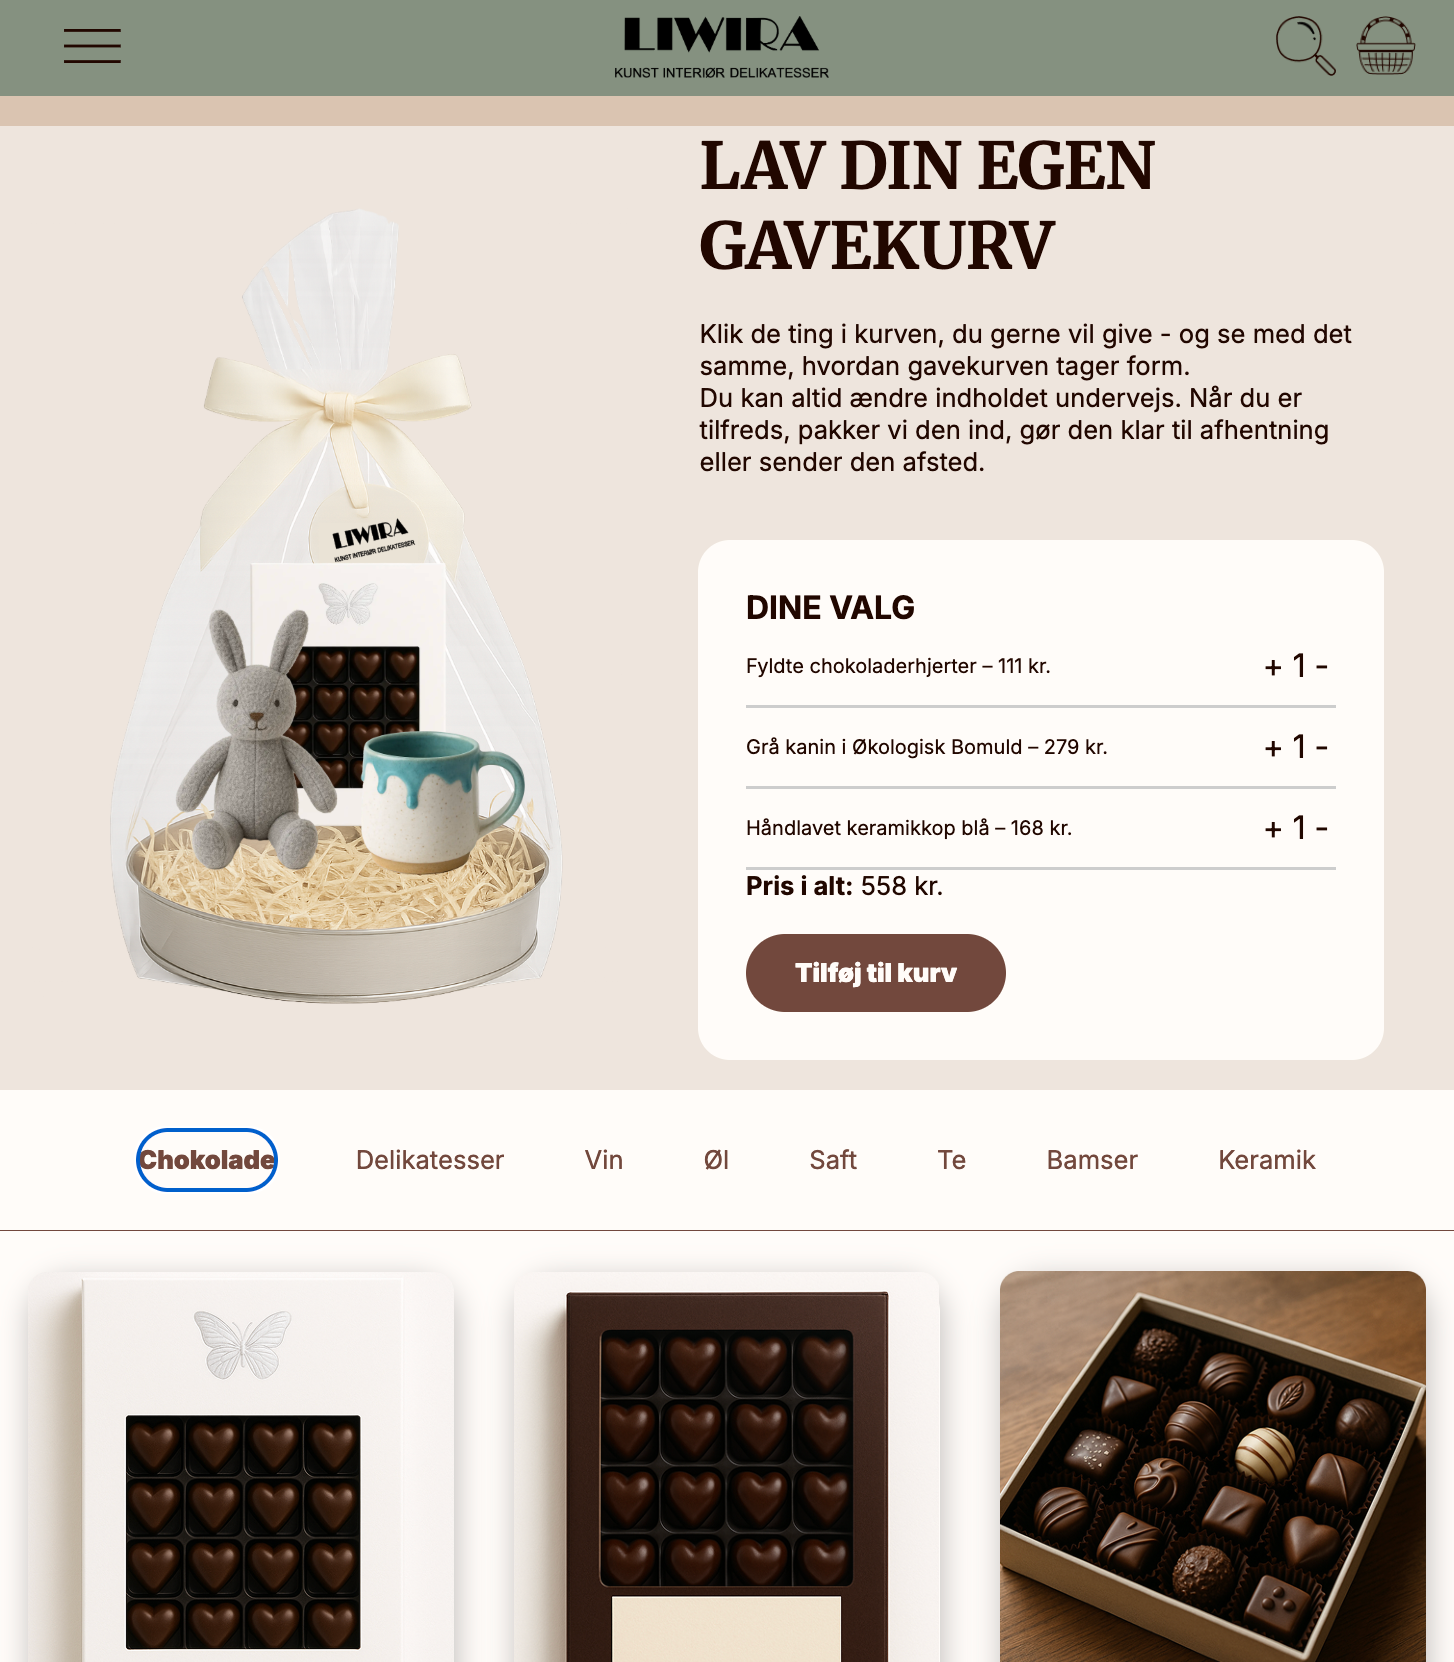 LIWIRA
KUNST INTERIØR DELIKATESSER
LAV DIN EGEN
GAVEKURV
Klik de ting i kurven, du gerne vil give - og se med det
samme, hvordan gavekurven tager form.
Du kan altid ændre indholdet undervejs. Når du er
tilfreds, pakker vi den ind, gør den klar til afhentning
eller sender den afsted.
LIWIRA
KUNST INTERIØR DELIKATESSER
DINE VALG
Fyldte chokoladerhjerter – 111 kr. + 1 -
Grå kanin i Økologisk Bomuld – 279 kr. + 1 -
Håndlavet keramikkop blå – 168 kr. + 1 -
Pris i alt: 558 kr.
Tilføj til kurv
Chokolade Delikatesser Vin Øl Saft Te Bamser Keramik